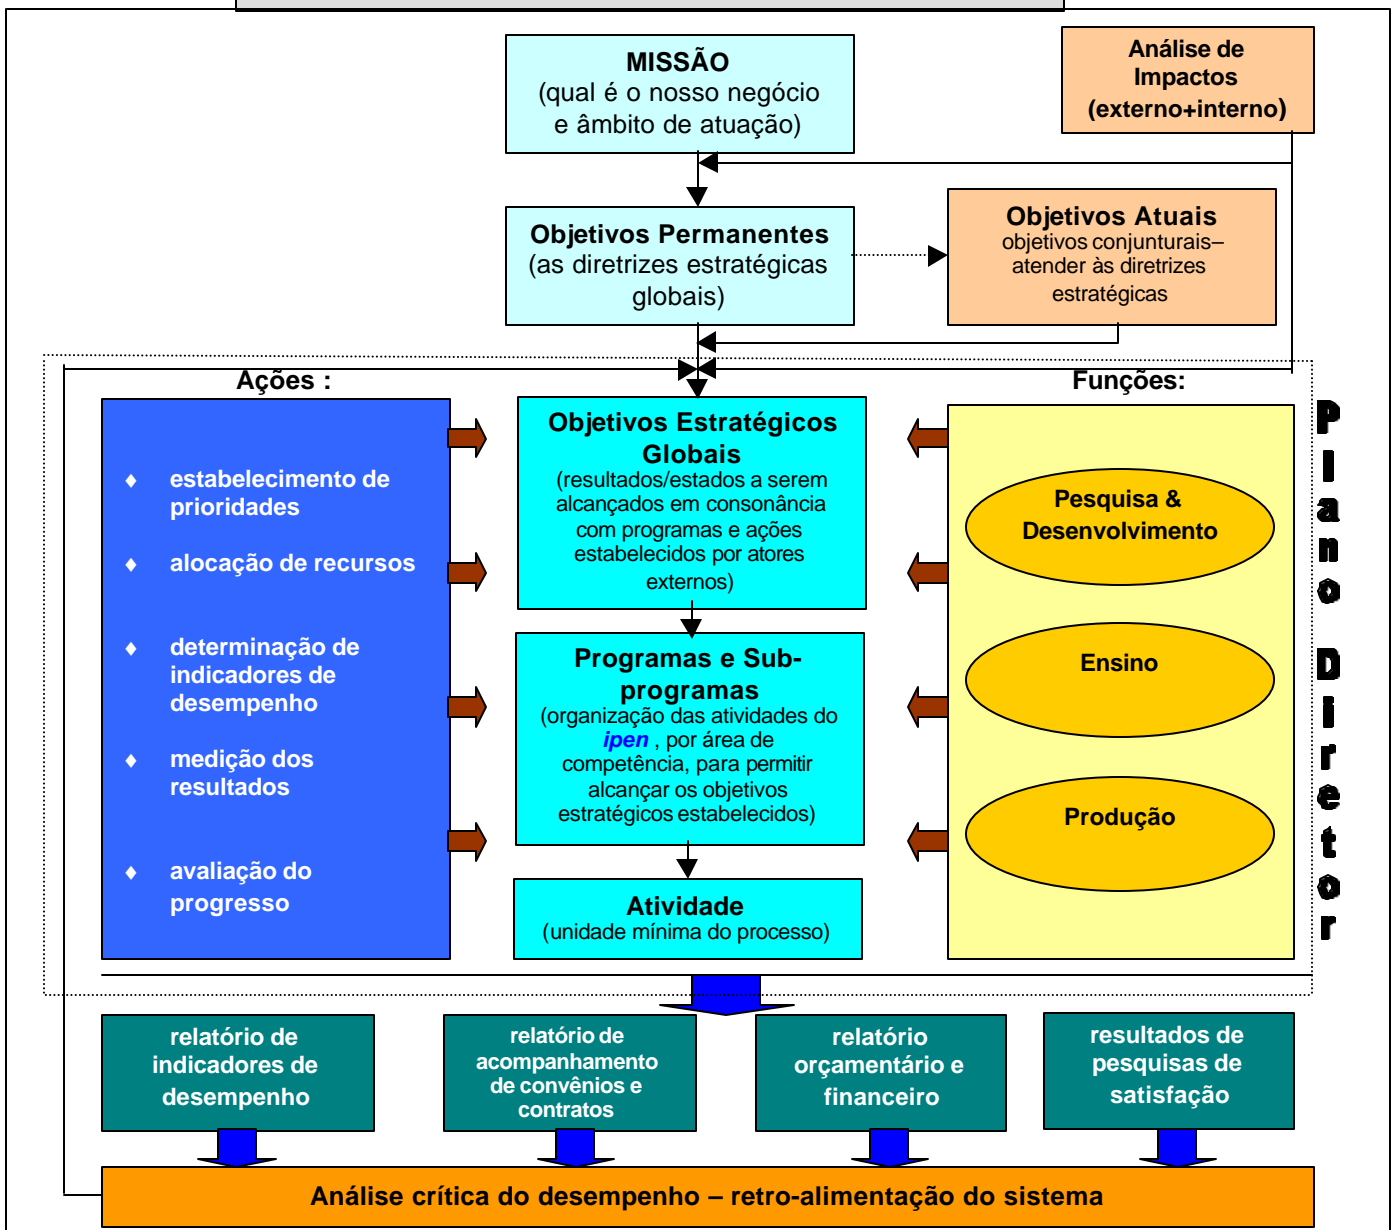 MISSÃO
(qual é o nosso negócio
e âmbito de atuação)
Análise de
Impactos
(externo+interno)
Objetivos Permanentes
(as diretrizes estratégicas
globais)
Objetivos Atuais
objetivos conjunturais–
atender às diretrizes
estratégicas
Ações :
♦ estabelecimento de
prioridades
♦ alocação de recursos
♦ determinação de
indicadores de
desempenho
♦ medição dos
resultados
♦ avaliação do
progresso
Objetivos Estratégicos
Globais
(resultados/estados a serem
alcançados em consonância
com programas e ações
estabelecidos por atores
externos)
Programas e Sub-
programas
(organização das atividades do
ipen , por área de
competência, para permitir
alcançar os objetivos
estratégicos estabelecidos)
Atividade
(unidade mínima do processo)
Funções:
Pesquisa &
Desenvolvimento
Ensino
Produção
Plano Diretor
relatório de
indicadores de
desempenho
relatório de
acompanhamento
de convênios e
contratos
relatório
orçamentário e
financeiro
resultados de
pesquisas de
satisfação
Análise crítica do desempenho – retro-alimentação do sistema